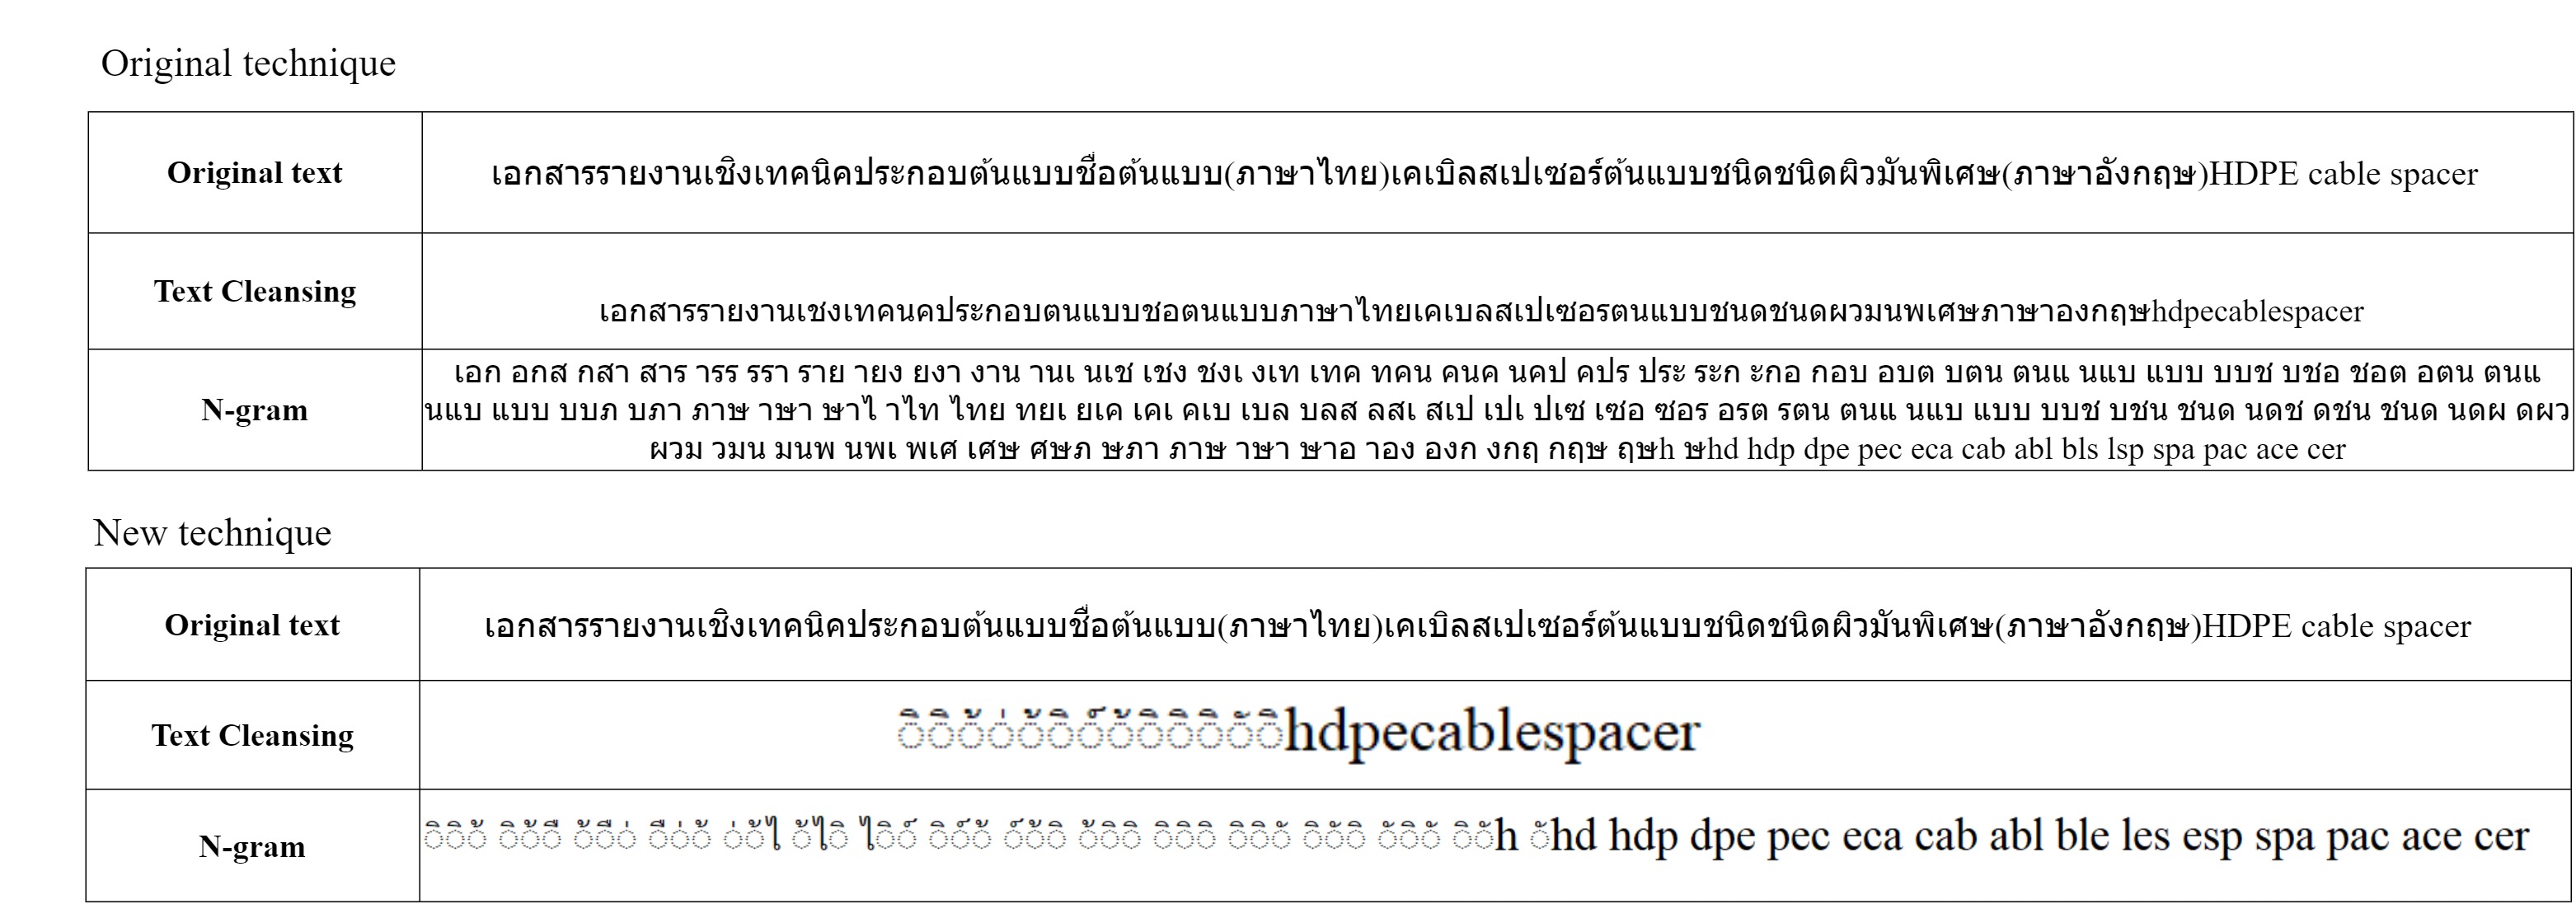 Original technique
Original text
เอกสารรายงานเชิงเทคนิคประกอบต้นแบบชื่อต้นแบบ(ภาษาไทย)เคเบิลสเปเซอร์ต้นแบบชนิดชนิดผิวมันพิเศษ(ภาษาอังกฤษ)HDPE cable spacer
Text Cleansing
เอกสารรายงานเชงเทคนคประกอบตนแบบชอตนแบบภาษาไทยเคเบลสเปเซอรตนแบบชนดชนดผวมนพเศษภาษาองกฤษhdpecablespacer
N-gram
เอก อกส กสา สาร ารร รรา ราย ายง ยงา งาน านเ นเช เชง ชงเ งเท เทค ทคน คนค นคป คปร ประ ระก ะกอ กอบ อบต บตน ตนแ นแบ แบบ บบช บชอ ชอต อตน ตนแ
นแบ แบบ บบภ บภา ภาษ าษา ษาไ าไท ไทย ทยเ ยเค เคเ คเบ เบล บลส ลสเ สเป เปเ ปเซ เซอ ซอร อรต รตน ตนแ นแบ แบบ บบช บชน ชนด นดช ดชน ชนด นดผ ดผว
ผวม วมน มนพ นพเ พเศ เศษ ศษภ ษภา ภาษ าษา ษาอ าอง องก งกฤ กฤษ ฤษh ษhd hdp dpe pec eca cab abl bls lsp spa pac ace cer
New technique
Original text
เอกสารรายงานเชิงเทคนิคประกอบต้นแบบชื่อต้นแบบ(ภาษาไทย)เคเบิลสเปเซอร์ต้นแบบชนิดชนิดผิวมันพิเศษ(ภาษาอังกฤษ)HDPE cable spacer
Text Cleansing
hdpecablespacer
N-gram
hdp dpe pec eca cab abl ble les esp spa pac ace cer